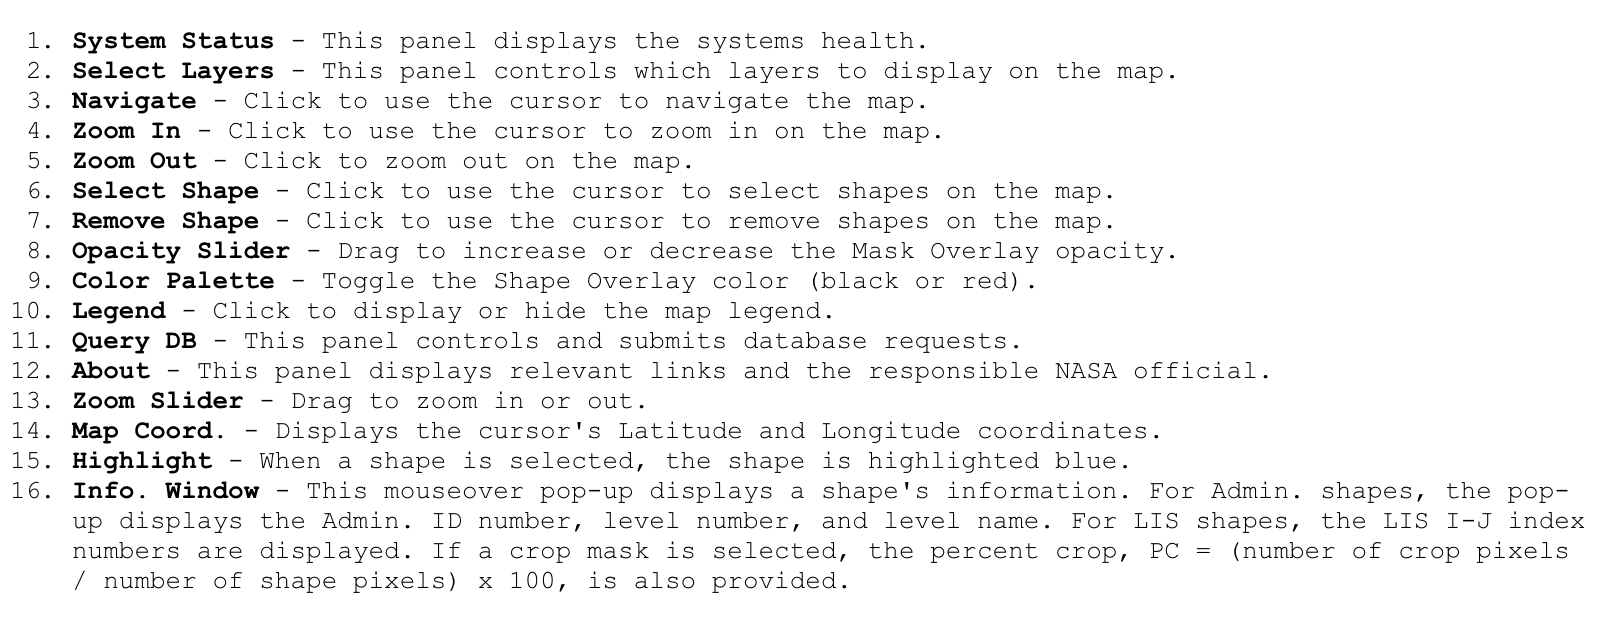 1. System Status - This panel displays the systems health.
2. Select Layers - This panel controls which layers to display on the map.
3. Navigate - Click to use the cursor to navigate the map.
4. Zoom In - Click to use the cursor to zoom in on the map.
5. Zoom Out - Click to zoom out on the map.
6. Select Shape - Click to use the cursor to select shapes on the map.
7. Remove Shape - Click to use the cursor to remove shapes on the map.
8. Opacity Slider - Drag to increase or decrease the Mask Overlay opacity.
9. Color Palette - Toggle the Shape Overlay color (black or red).
10. Legend - Click to display or hide the map legend.
11. Query DB - This panel controls and submits database requests.
12. About - This panel displays relevant links and the responsible NASA official.
13. Zoom Slider - Drag to zoom in or out.
14. Map Coord. - Displays the cursor's Latitude and Longitude coordinates.
15. Highlight - When a shape is selected, the shape is highlighted blue.
16. Info. Window - This mouseover pop-up displays a shape's information. For Admin. shapes, the pop-
up displays the Admin. ID number, level number, and level name. For LIS shapes, the LIS I-J index
numbers are displayed. If a crop mask is selected, the percent crop, PC = (number of crop pixels
/ number of shape pixels) x 100, is also provided.